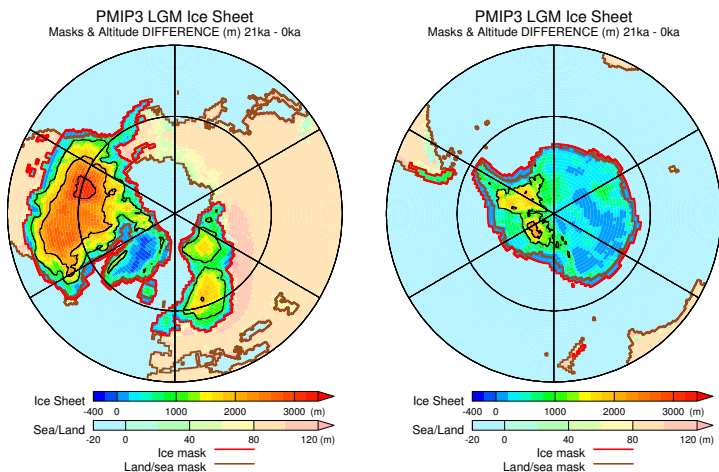 PMIP3 LGM Ice Sheet
Masks & Altitude DIFFERENCE (m) 21ka - 0ka
Ice Sheet
-400 0 1000 2000 3000 (m)
Sea/Land
-20 0 40 80 120 (m)
Ice mask
Land/sea mask
PMIP3 LGM Ice Sheet
Masks & Altitude DIFFERENCE (m) 21ka - 0ka
Ice Sheet
-400 0 1000 2000 3000 (m)
Sea/Land
-20 0 40 80 120 (m)
Ice mask
Land/sea mask